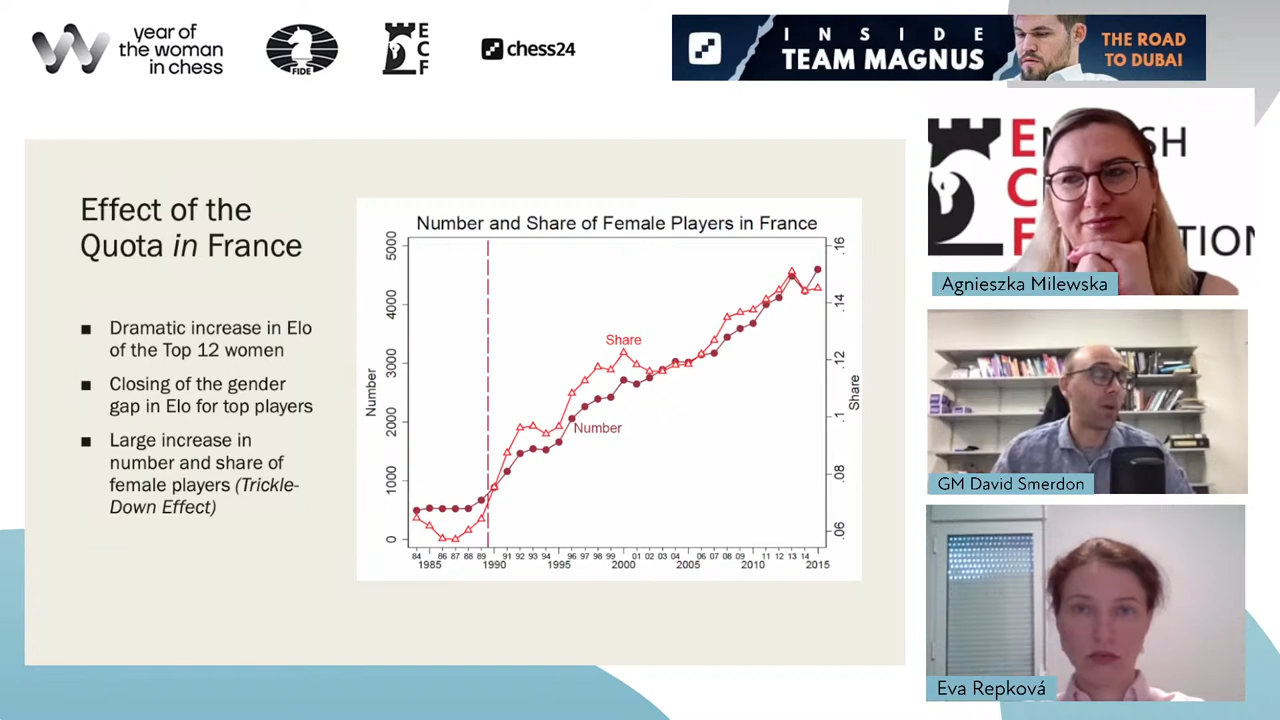 year of
the woman
in chess
FIDE
E
C
F
chess24
INSIDE
TEAM MAGNUS
THE ROAD
TO DUBAI
Effect of the
Quota in France
■ Dramatic increase in Elo
of the Top 12 women
■ Closing of the gender
gap in Elo for top players
■ Large increase in
number and share of
female players (Trickle-
Down Effect)
Number and Share of Female Players in France
5000
4000
3000
2000
1000
0
Number
Share
Number
.16
.14
.12
.1
.08
.06
Share
84 86 87 88 89 91 92 93 94 96 97 98 99 01 02 03 04 06 07 08 09 11 12 13 14
1985 1990 1995 2000 2005 2010 2015
E SH
C
F TION
Agnieszka Milewska
GM David Smerdon
Eva Repková